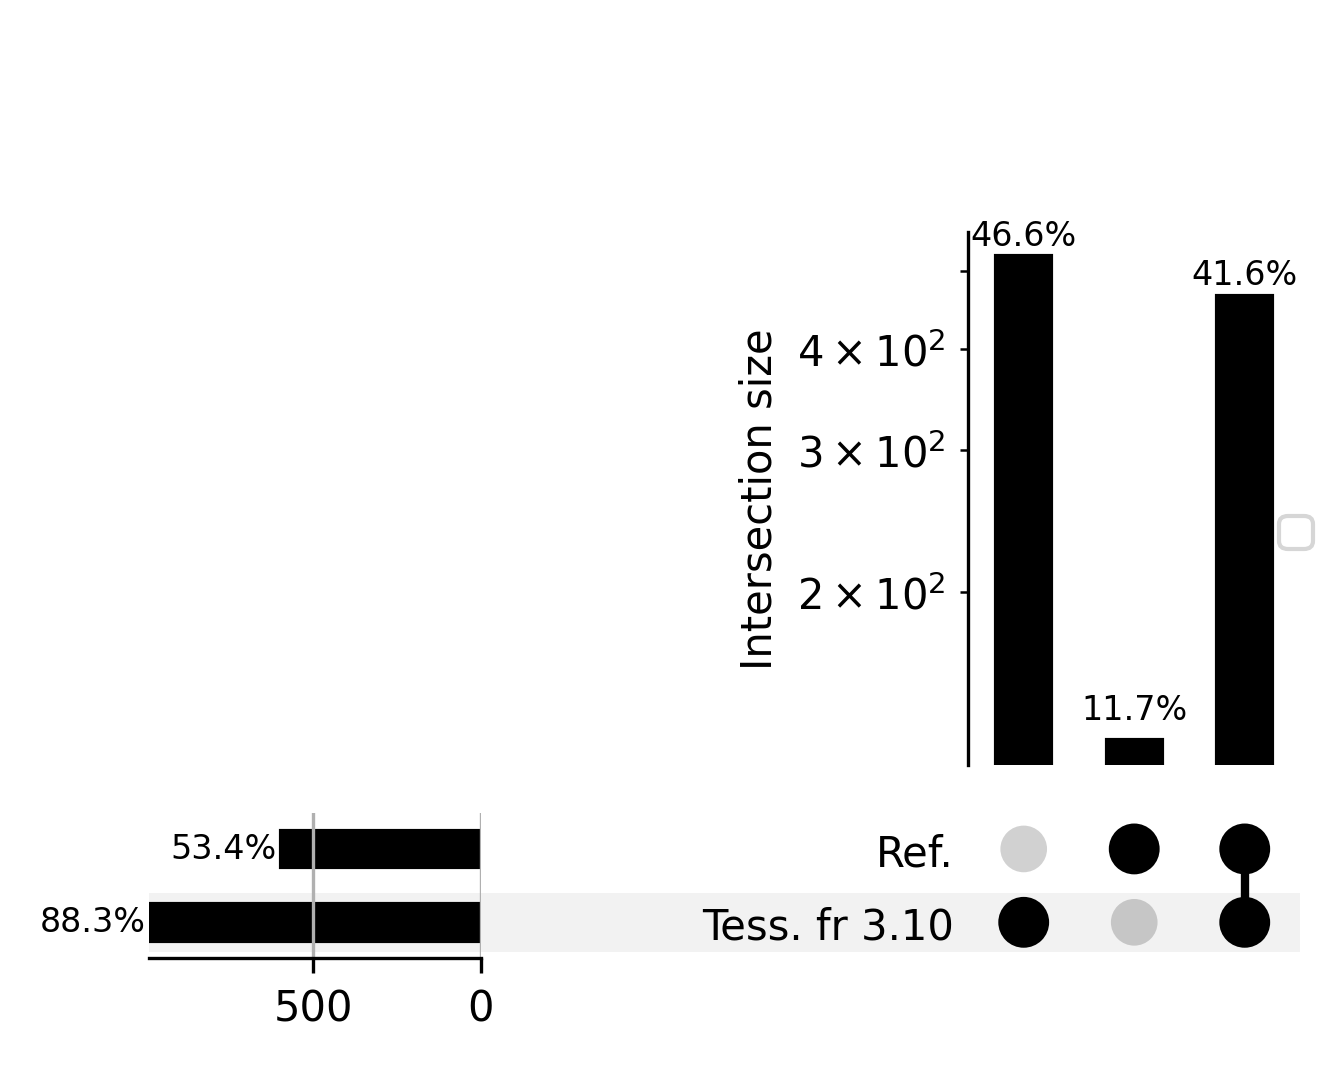 46.6%
41.6%
Intersection size
4 × 10²
3 × 10²
2 × 10²
11.7%
53.4%
Ref.
88.3%
Tess. fr 3.10
500
0